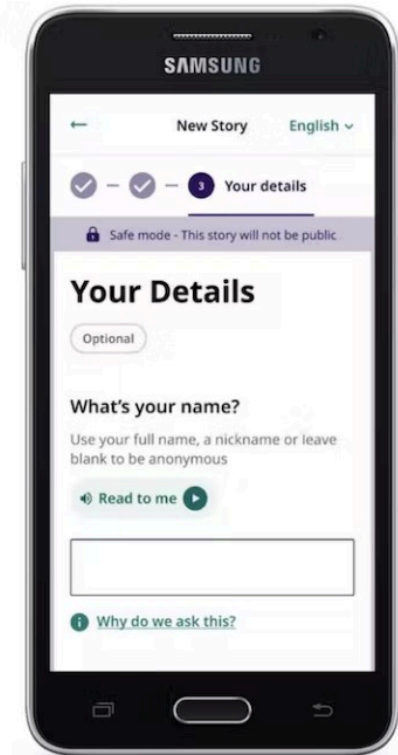 SAMSUNG
← New Story English
3 Your details
Safe mode - This story will not be public
Your Details
Optional
What's your name?
Use your full name, a nickname or leave
blank to be anonymous
Read to me
Why do we ask this?